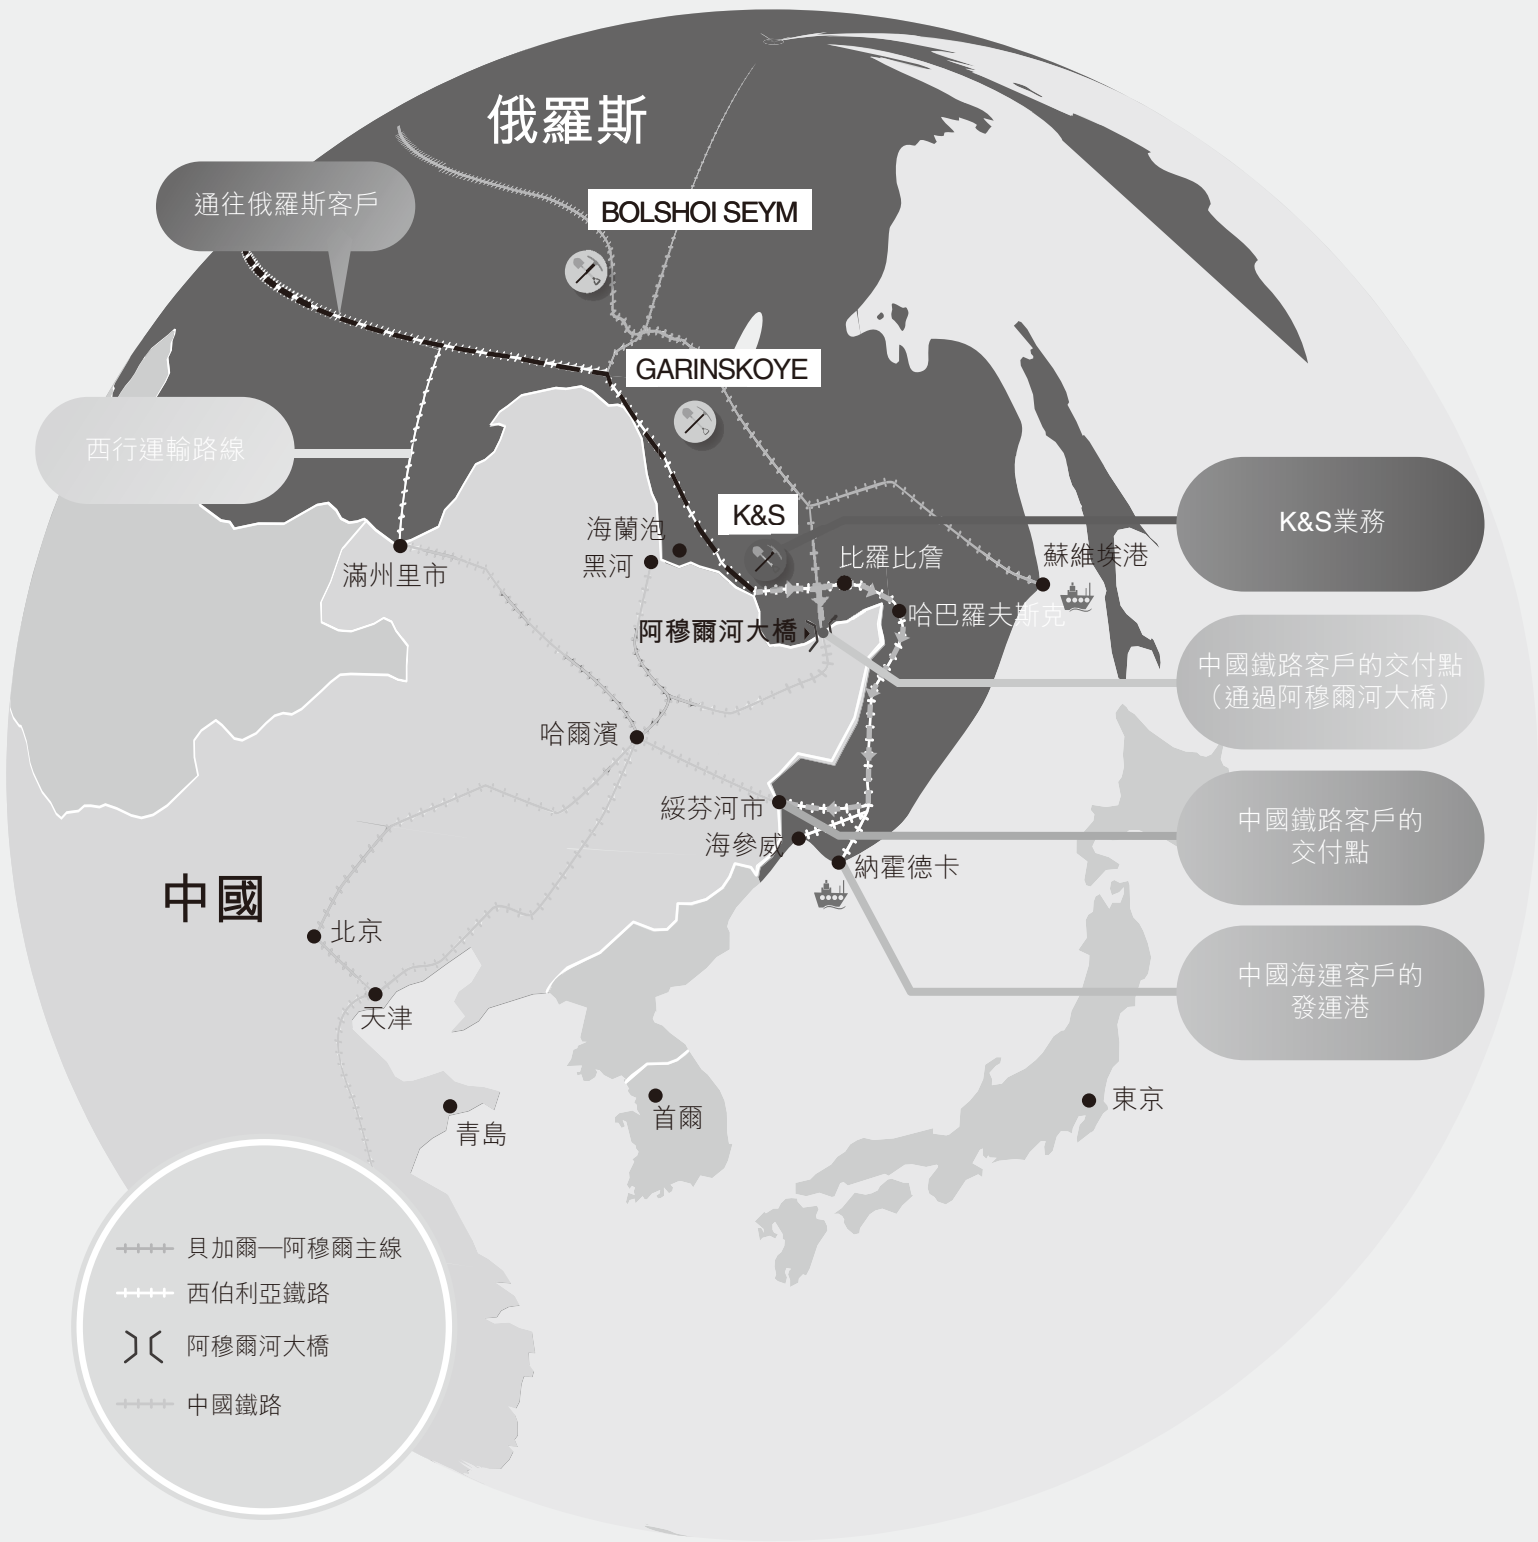 俄羅斯
通往俄羅斯客戶
BOLSHOI SEYM
GARINSKOYE
西行運輸路線
K&S
K&S業務
海蘭泡
黑河
比羅比詹
蘇維埃港
滿州里市
哈巴羅夫斯克
阿穆爾河大橋
中國鐵路客戶的交付點
（通過阿穆爾河大橋）
哈爾濱
綏芬河市
海參威
納霍德卡
中國鐵路客戶的
交付點
中國
北京
天津
中國海運客戶的
發運港
東京
首爾
青島
貝加爾—阿穆爾主線
西伯利亞鐵路
阿穆爾河大橋
中國鐵路